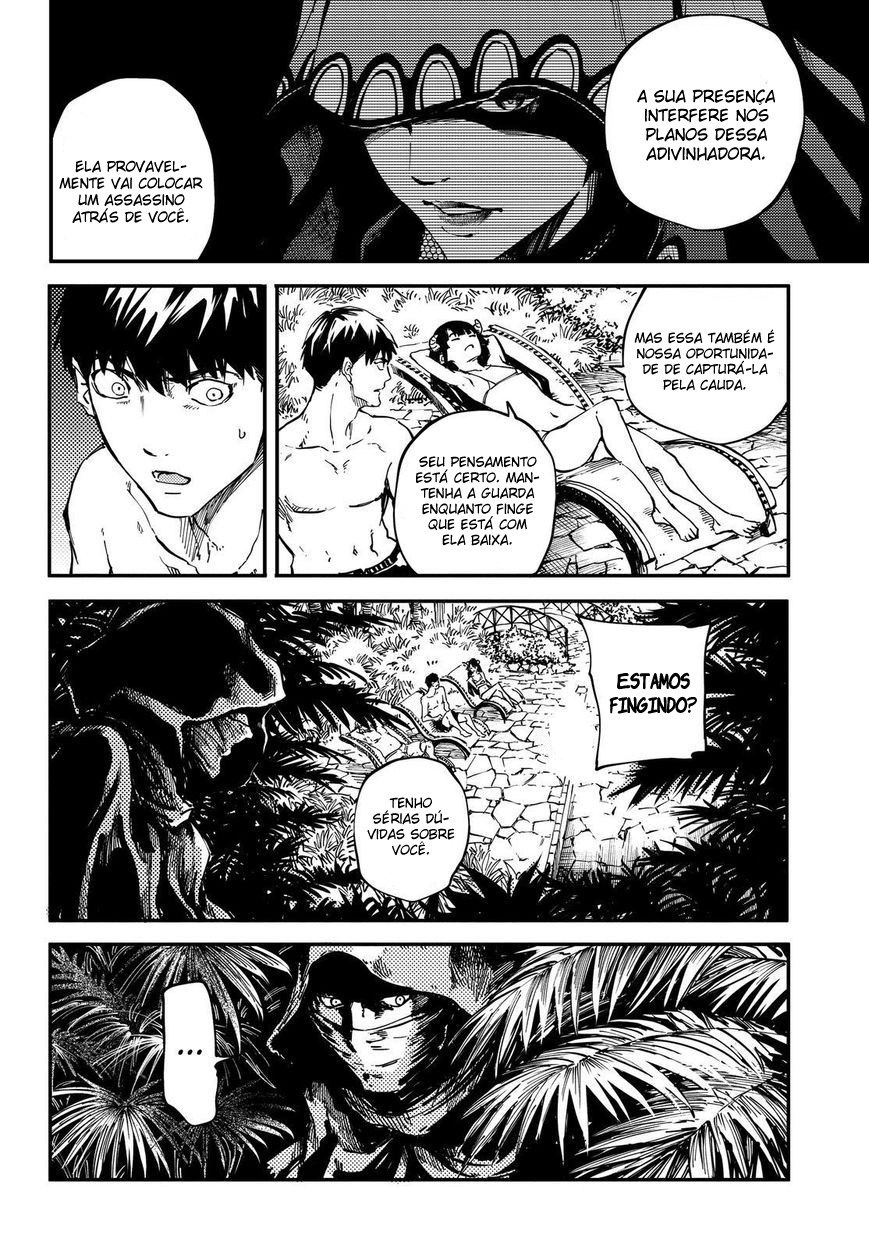 A SUA PRESENÇA
INTERFERE NOS
PLANOS DESSA
ADIVINHADORA.
ELA PROVAVEL-
MENTE VAI COLOCAR
UM ASSASSINO
ATRÁS DE VOCÊ.
MAS ESSA TAMBÉM É
NOSSA OPORTUNIDA-
DE DE CAPTURÁ-LA
PELA CAUDA.
SEU PENSAMENTO
ESTÁ CERTO. MAN-
TENHA A GUARDA
ENQUANTO FINGE
QUE ESTÁ COM
ELA BAIXA.
ESTAMOS
FINGINDO?
TENHO
SÉRIAS DÚ-
VIDAS SOBRE
VOCÊ.
...